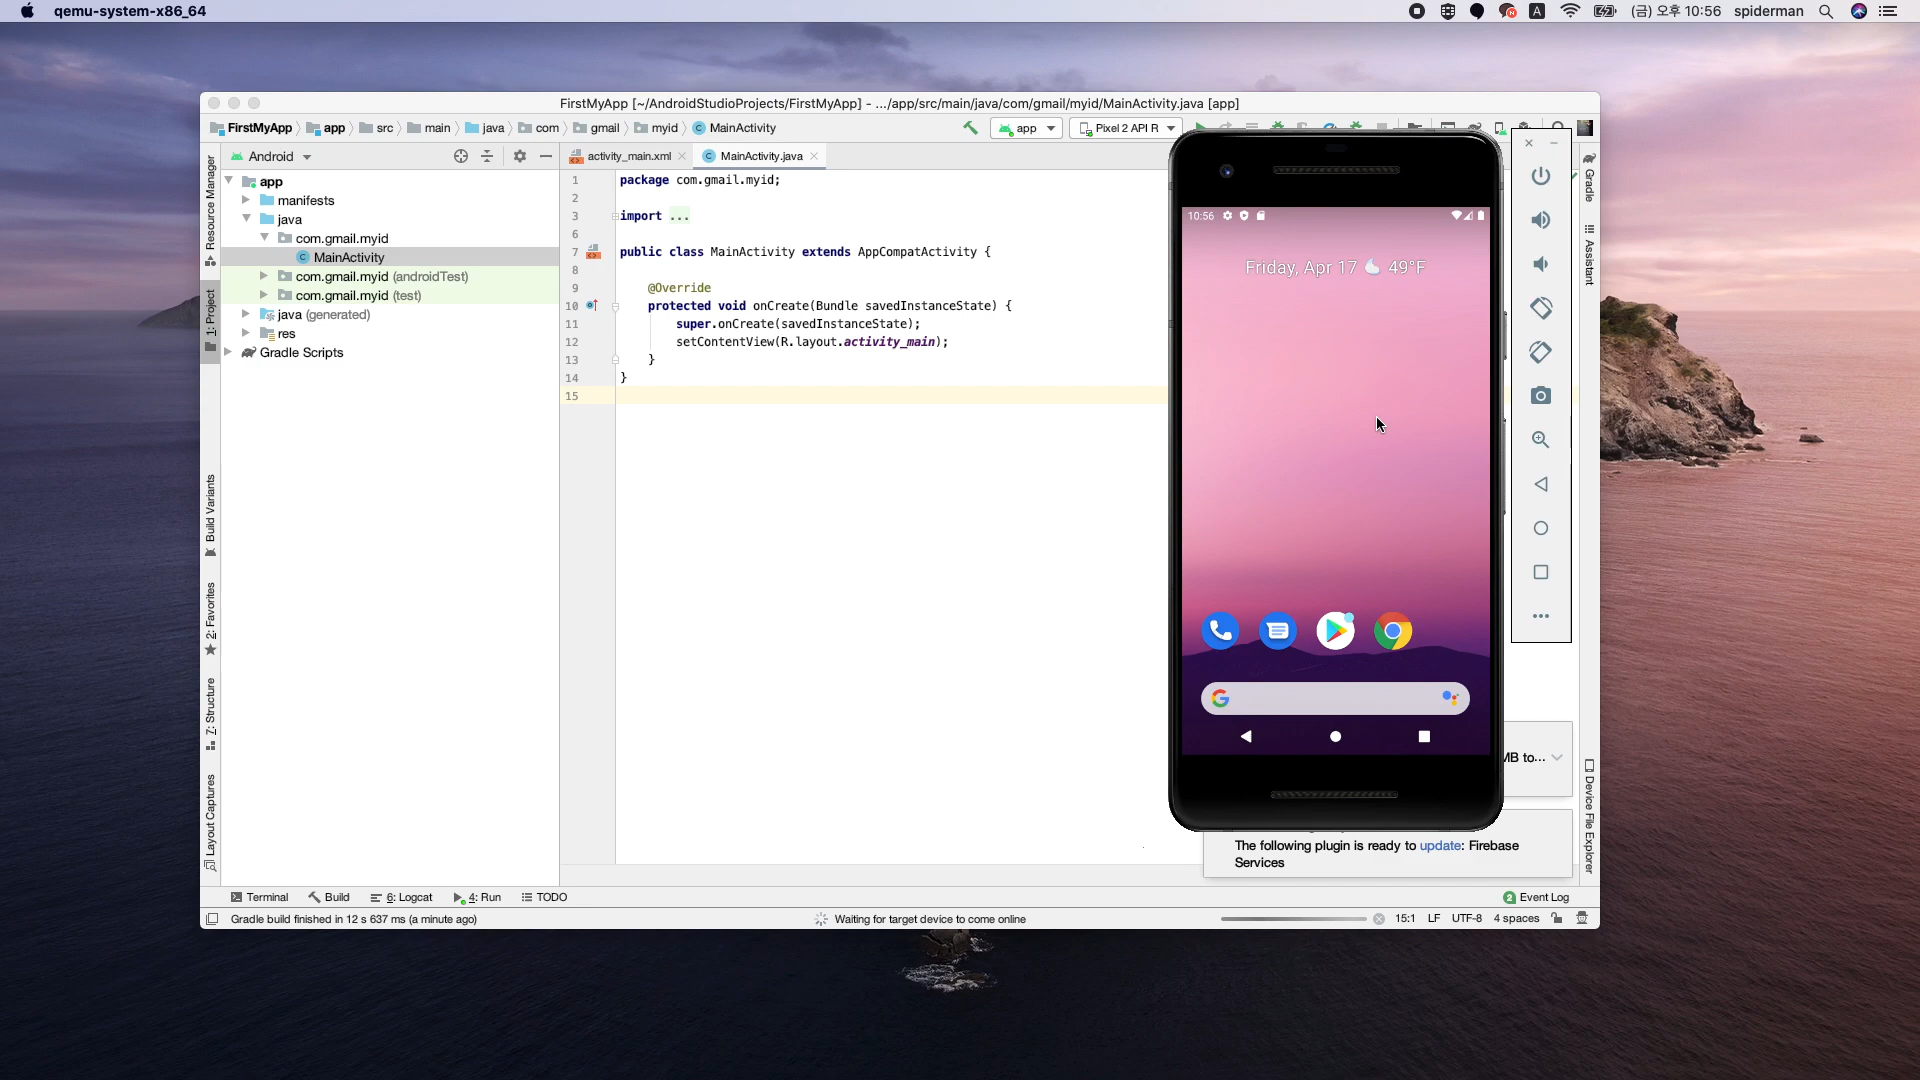 qemu-system-x86_64
A (금) 오후 10:56 spiderman
FirstMyApp [~/AndroidStudioProjects/FirstMyApp] - .../app/src/main/java/com/gmail/myid/MainActivity.java [app]
FirstMyApp app src main java com gmail myid MainActivity
app Pixel 2 API R
Android
activity_main.xml MainActivity.java
app
manifests
java
com.gmail.myid
MainActivity
com.gmail.myid (androidTest)
com.gmail.myid (test)
java (generated)
res
Gradle Scripts
Resource Manager
1: Project
Build Variants
2: Favorites
7: Structure
Layout Captures
1 package com.gmail.myid;
2
3 import ...
6
7 public class MainActivity extends AppCompatActivity {
8
9 @Override
10 protected void onCreate(Bundle savedInstanceState) {
11 super.onCreate(savedInstanceState);
12 setContentView(R.layout.activity_main);
13 }
14 }
15
10:56
Friday, Apr 17 49°F
Gradle
Assistant
Device File Explorer
MB to...
The following plugin is ready to update: Firebase
Services
Terminal Build 6: Logcat 4: Run TODO
2 Event Log
Gradle build finished in 12 s 637 ms (a minute ago)
Waiting for target device to come online
15:1 LF UTF-8 4 spaces